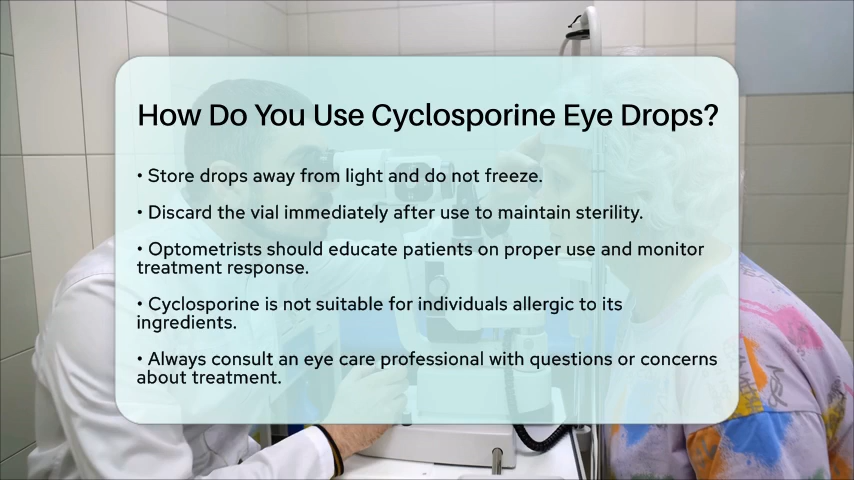 How Do You Use Cyclosporine Eye Drops?
• Store drops away from light and do not freeze.
• Discard the vial immediately after use to maintain sterility.
• Optometrists should educate patients on proper use and monitor
treatment response.
• Cyclosporine is not suitable for individuals allergic to its
ingredients.
• Always consult an eye care professional with questions or concerns
about treatment.